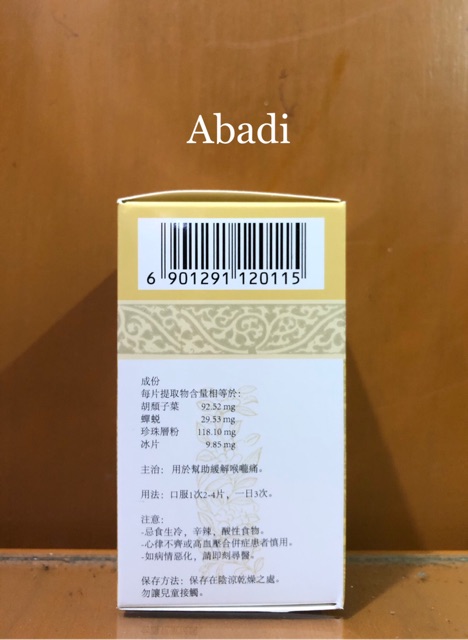 Abadi
6 901291 120115
成份
每片提取物含量相等於：
胡頹子葉 92.52 mg
蟬蛻 29.53 mg
珍珠層粉 118.10 mg
冰片 9.85 mg
主治： 用於幫助緩解喉嚨痛。
用法： 口服1次2-4片，一日3次。
注意：
-忌食生冷，辛辣，酸性食物。
-心律不齊或高血壓合併症患者慎用。
-如病情惡化，請即刻尋醫。
保存方法：保存在陰涼乾燥之處。
勿讓兒童接觸。